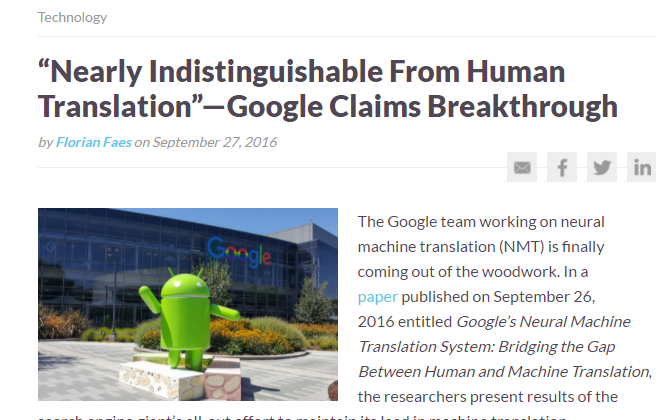 Technology
“Nearly Indistinguishable From Human
Translation”—Google Claims Breakthrough
by Florian Faes on September 27, 2016
Google
The Google team working on neural
machine translation (NMT) is finally
coming out of the woodwork. In a
paper published on September 26,
2016 entitled Google’s Neural Machine
Translation System: Bridging the Gap
Between Human and Machine Translation,
the researchers present results of the
search engine giant’s all-out effort to maintain its lead in machine translation